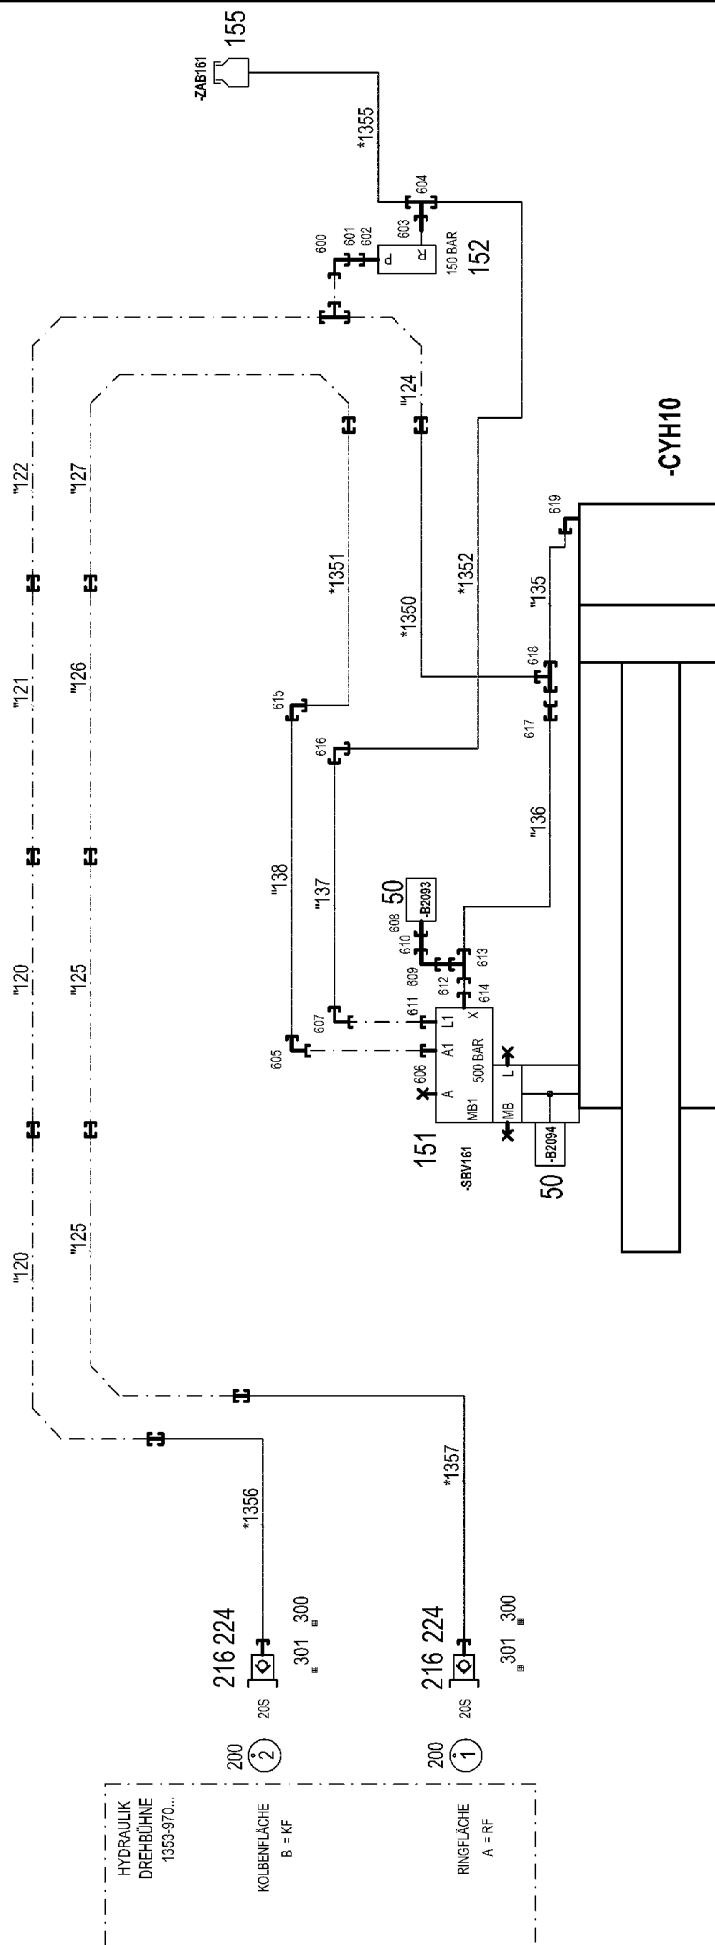 155
-ZAB161
*1355
604
603
600
601
602
P
R
150 BAR
152
"124
"122
"127
-CYH10
619
*1351
*1352
"135
*1350
618
"121
"126
615
616
617
"136
"138
"137
50
-B2093
608
610
609
612
613
614
"120
"125
607
611
605
606
L1
X
A1
500 BAR
A
MB1
L
MB
151
-SBV161
-B2094
50
"120
"125
*1356
*1357
216 224
301 300
20S
216 224
301 300
20S
200
2
200
1
HYDRAULIK
DREHBÜHNE
1353-970...
KOLBENFLÄCHE
B = KF
RINGFLÄCHE
A = RF